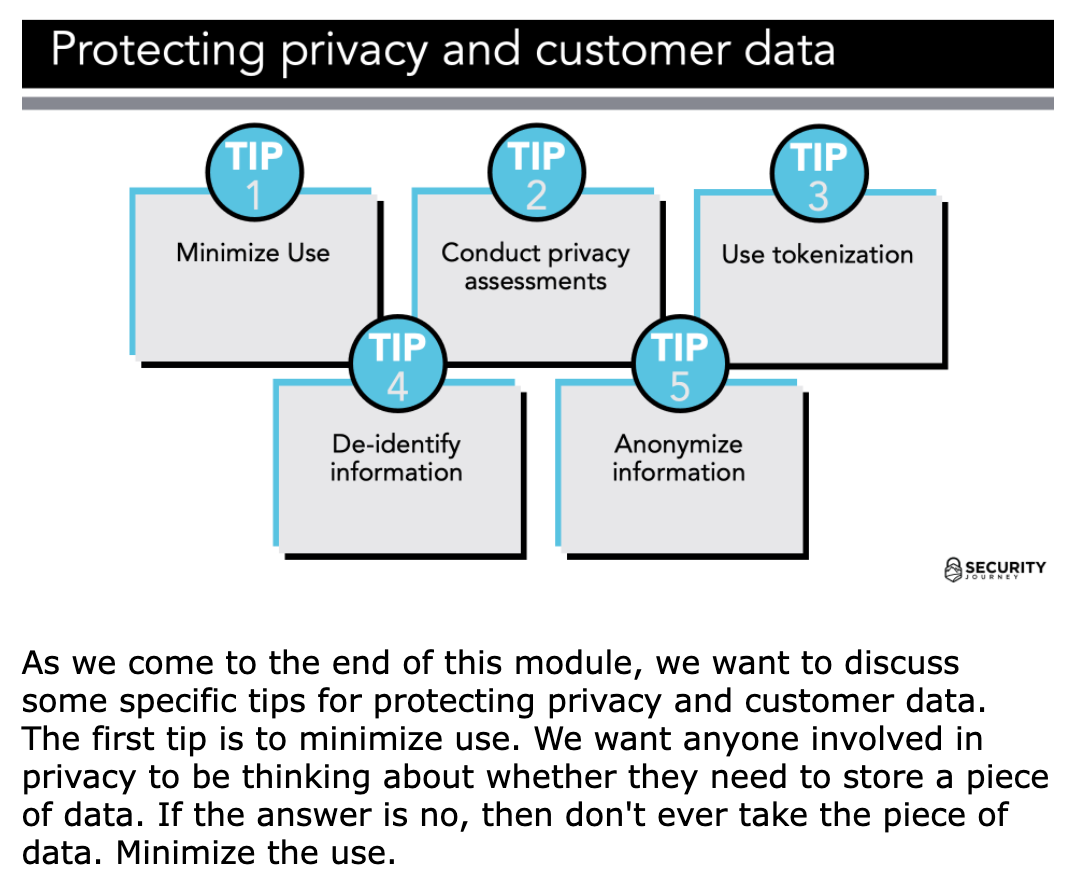 Protecting privacy and customer data
TIP
1
Minimize Use
TIP
2
Conduct privacy
assessments
TIP
3
Use tokenization
TIP
4
De-identify
information
TIP
5
Anonymize
information
SECURITY
JOURNEY
As we come to the end of this module, we want to discuss
some specific tips for protecting privacy and customer data.
The first tip is to minimize use. We want anyone involved in
privacy to be thinking about whether they need to store a piece
of data. If the answer is no, then don't ever take the piece of
data. Minimize the use.